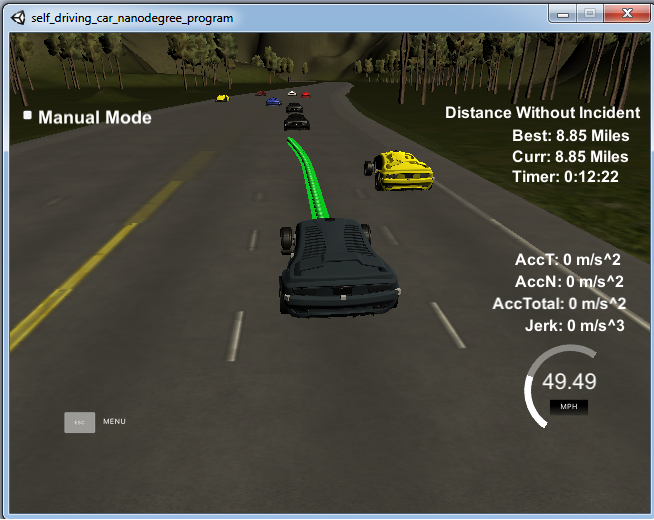 self_driving_car_nanodegree_program
Manual Mode
Distance Without Incident
Best: 8.85 Miles
Curr: 8.85 Miles
Timer: 0:12:22
AccT: 0 m/s^2
AccN: 0 m/s^2
AccTotal: 0 m/s^2
Jerk: 0 m/s^3
49.49
MPH
ESC MENU